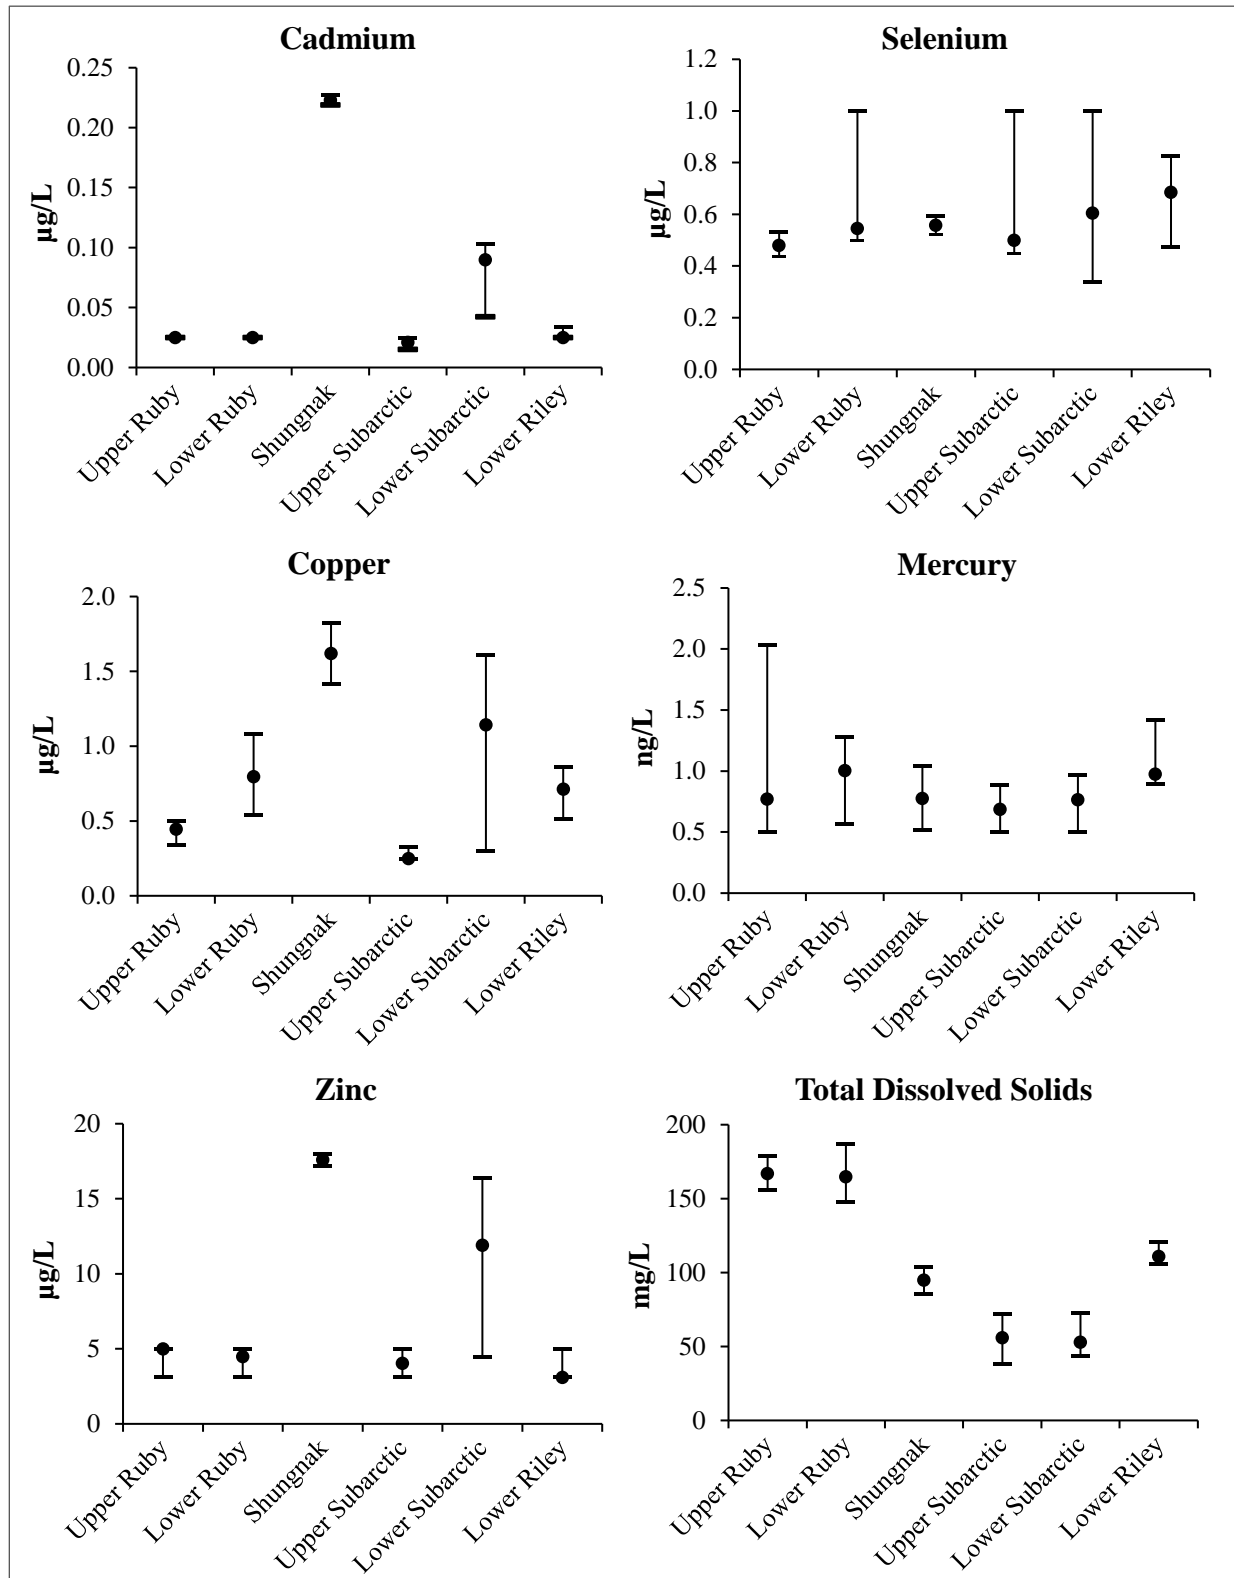 Cadmium
0.25
0.20
0.15
0.10
0.05
0.00
µg/L
Upper Ruby
Lower Ruby
Shungnak
Upper Subarctic
Lower Subarctic
Lower Riley
Selenium
1.2
1.0
0.8
0.6
0.4
0.2
0.0
µg/L
Upper Ruby
Lower Ruby
Shungnak
Upper Subarctic
Lower Subarctic
Lower Riley
Copper
2.0
1.5
1.0
0.5
0.0
µg/L
Upper Ruby
Lower Ruby
Shungnak
Upper Subarctic
Lower Subarctic
Lower Riley
Mercury
2.5
2.0
1.5
1.0
0.5
0.0
ng/L
Upper Ruby
Lower Ruby
Shungnak
Upper Subarctic
Lower Subarctic
Lower Riley
Zinc
20
15
10
5
0
µg/L
Upper Ruby
Lower Ruby
Shungnak
Upper Subarctic
Lower Subarctic
Lower Riley
Total Dissolved Solids
200
150
100
50
0
mg/L
Upper Ruby
Lower Ruby
Shungnak
Upper Subarctic
Lower Subarctic
Lower Riley